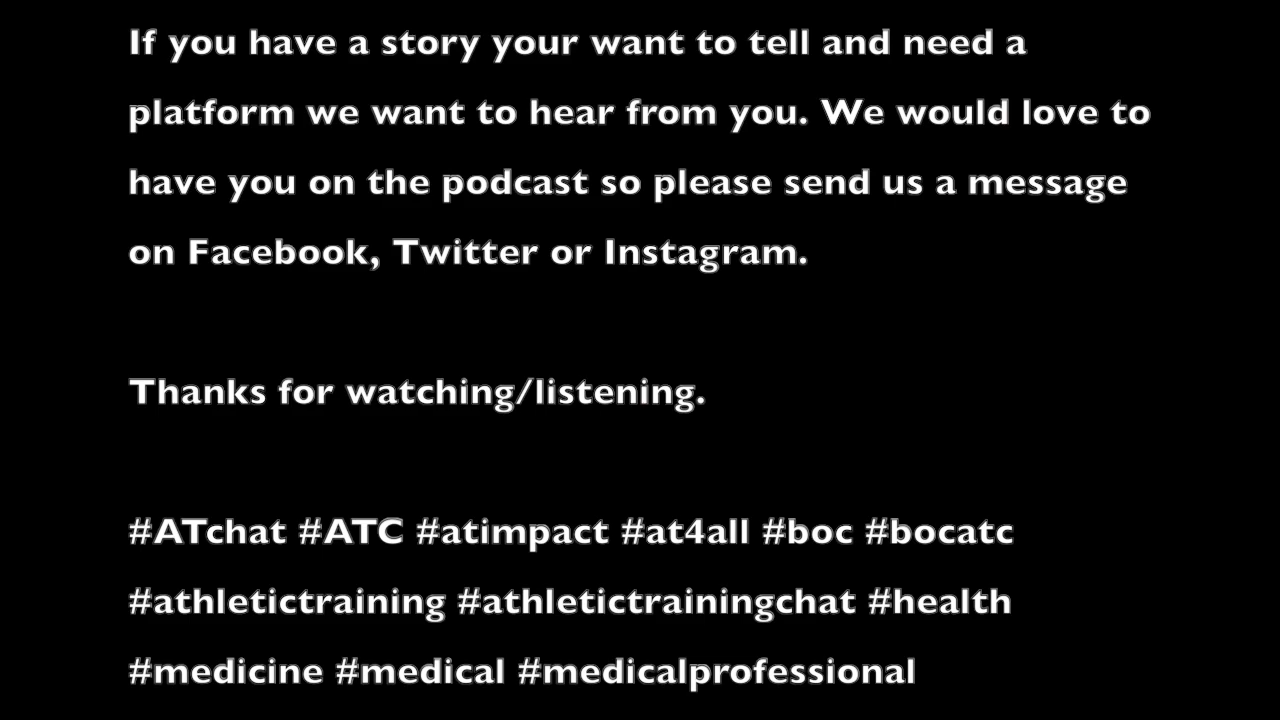 If you have a story your want to tell and need a
platform we want to hear from you. We would love to
have you on the podcast so please send us a message
on Facebook, Twitter or Instagram.
Thanks for watching/listening.
#ATchat #ATC #atimpact #at4all #boc #bocatc
#athletictraining #athletictrainingchat #health
#medicine #medical #medicalprofessional